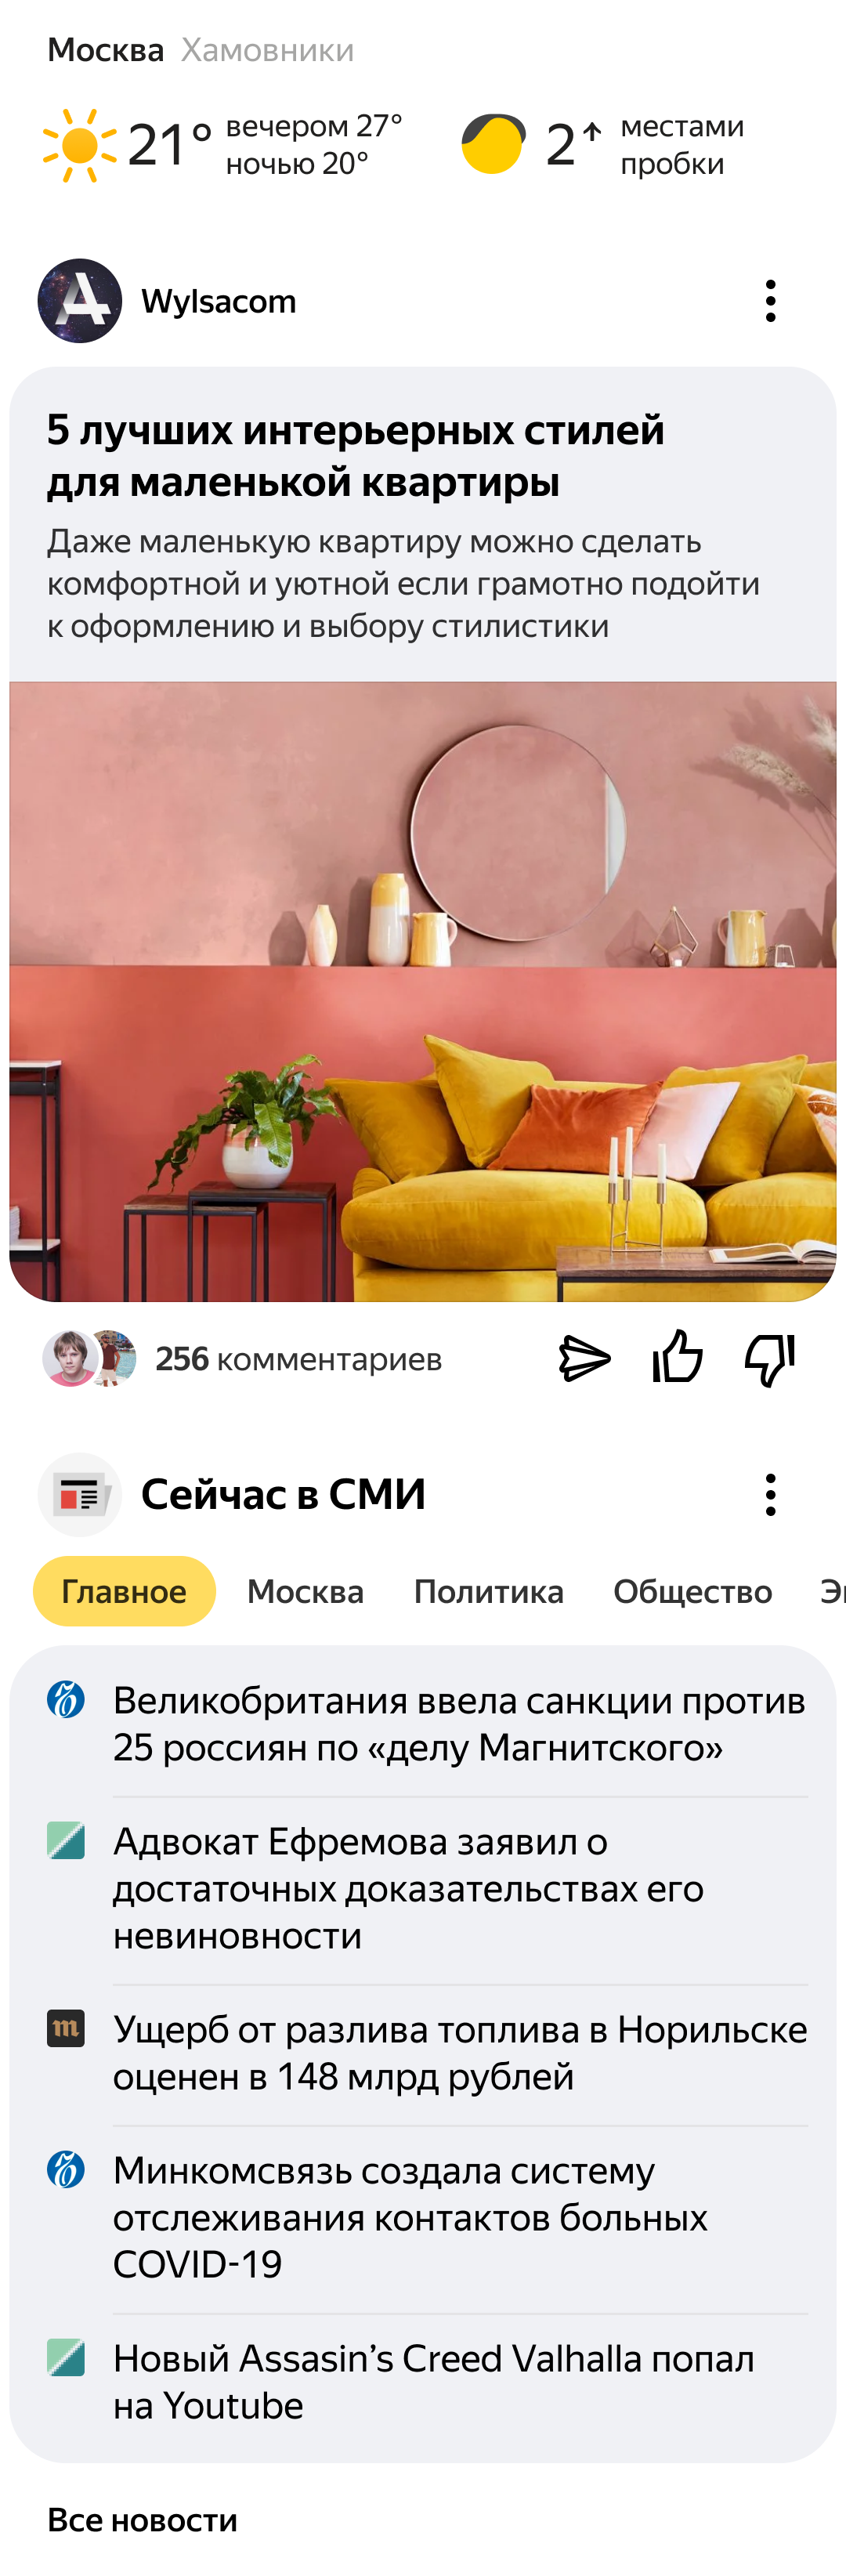 Москва Хамовники
21° вечером 27°
ночью 20°
2 местами
пробки
Wylsacom
5 лучших интерьерных стилей
для маленькой квартиры
Даже маленькую квартиру можно сделать
комфортной и уютной если грамотно подойти
к оформлению и выбору стилистики
256 комментариев
Сейчас в СМИ
Главное Москва Политика Общество Э
Великобритания ввела санкции против
25 россиян по «делу Магнитского»
Адвокат Ефремова заявил о
достаточных доказательствах его
невиновности
m Ущерб от разлива топлива в Норильске
оценен в 148 млрд рублей
Минкомсвязь создала систему
отслеживания контактов больных
COVID-19
Новый Assasin’s Creed Valhalla попал
на Youtube
Все новости